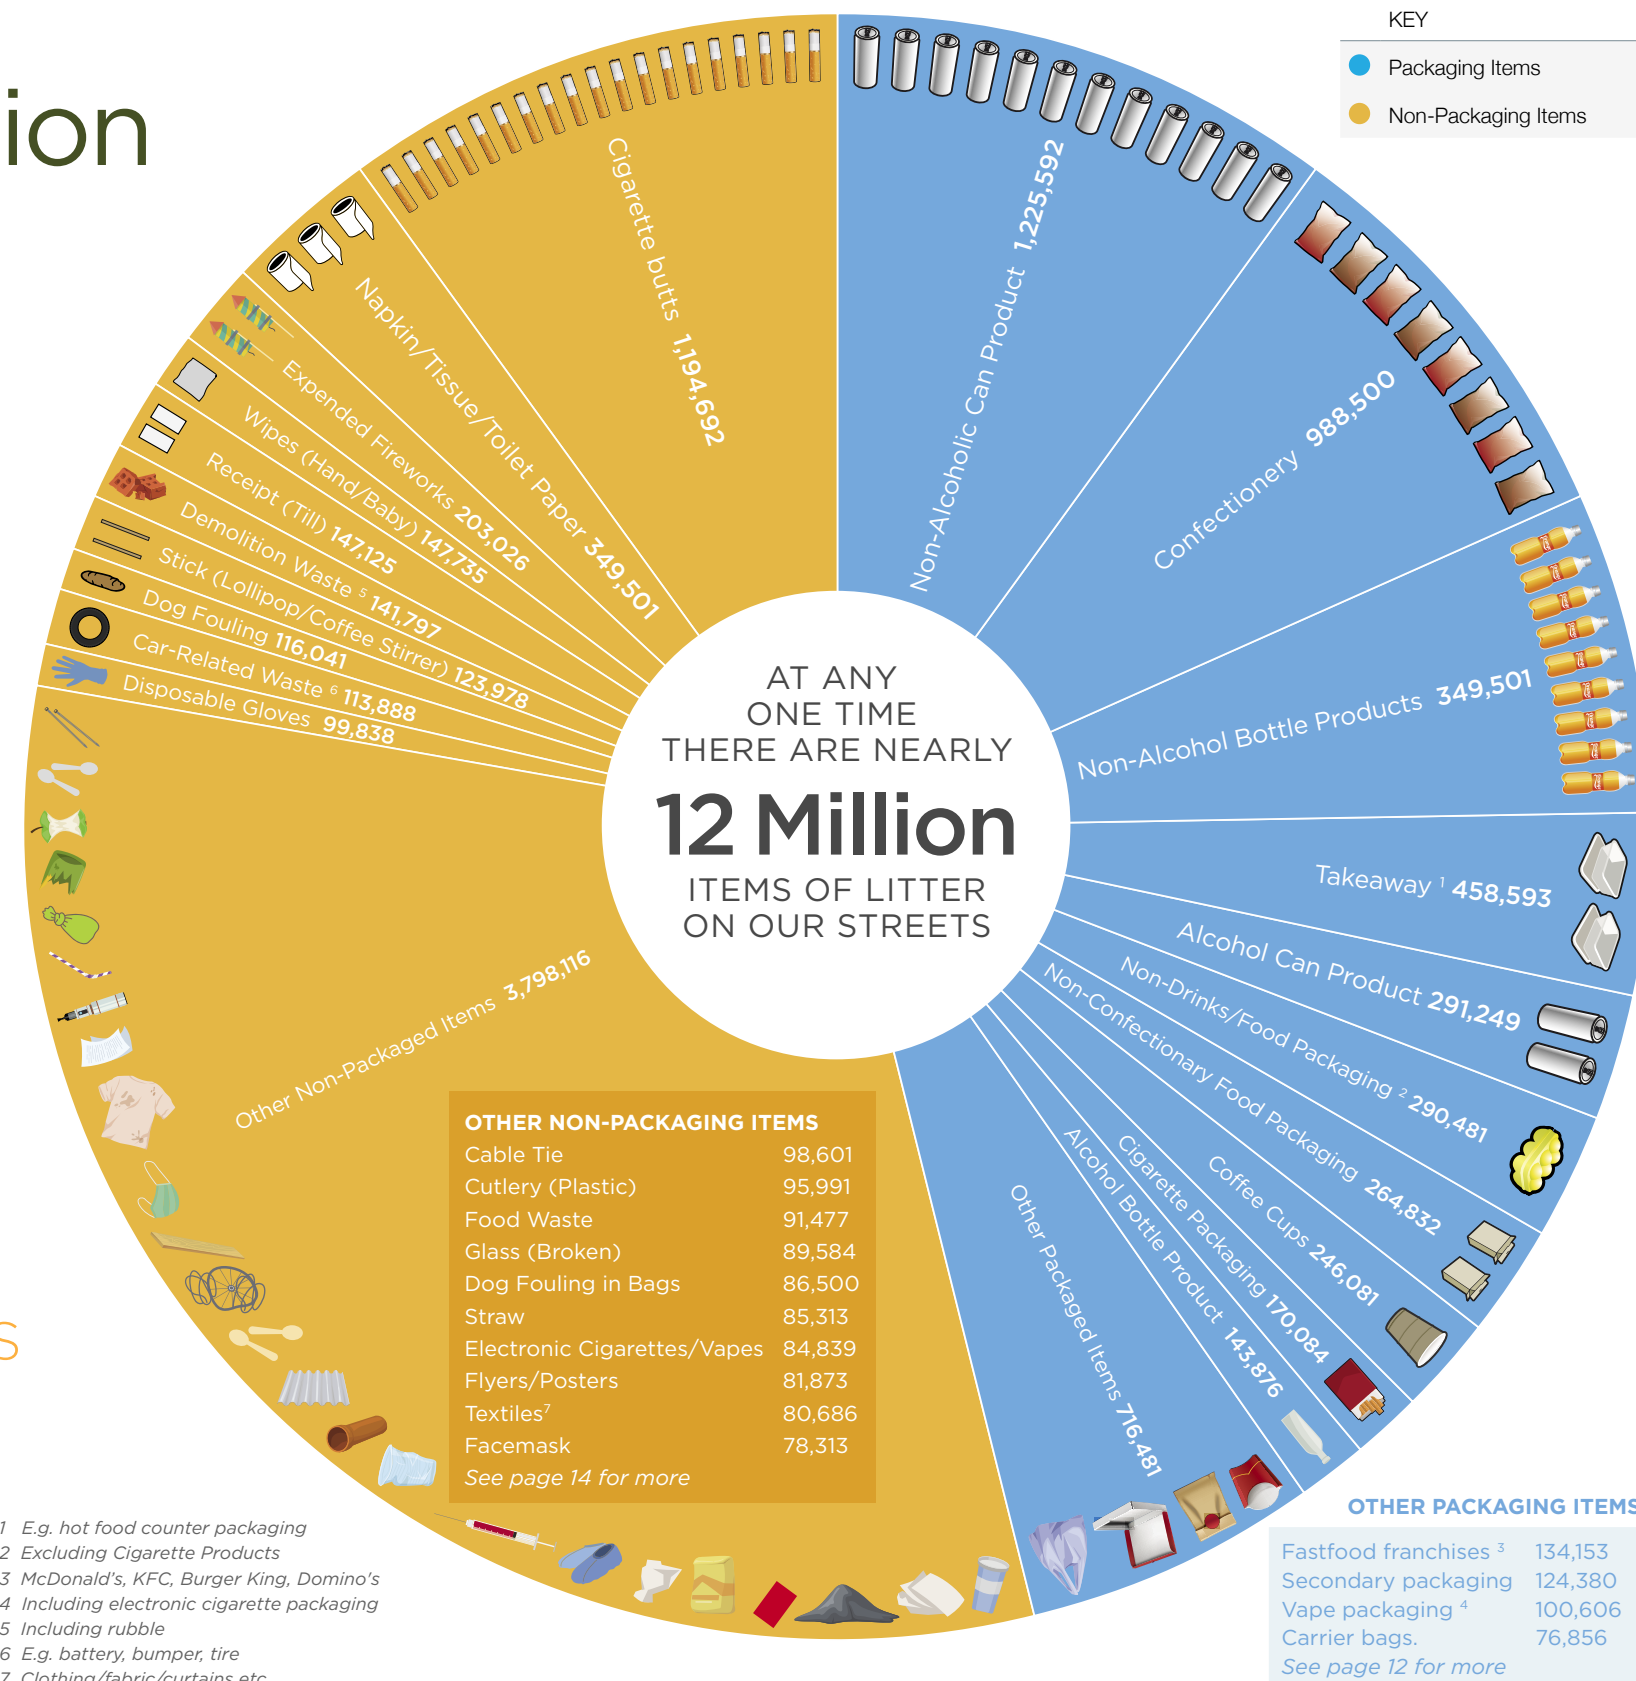 ion
KEY
Packaging Items
Non-Packaging Items
Cigarette butts 1,194,692
Napkin/Tissue/Toilet Paper 349,501
Expended Fireworks 203,026
Wipes (Hand/Baby) 147,735
Receipt (Till) 147,125
Demolition Waste 5 141,797
Stick (Lollipop/Coffee Stirrer) 123,978
Dog Fouling 116,041
Car-Related Waste 6 113,888
Disposable Gloves 99,838
Other Non-Packaged Items 3,798,116
Non-Alcoholic Can Product 1,225,592
Confectionery 988,500
Non-Alcohol Bottle Products 349,501
Takeaway 1 458,593
Alcohol Can Product 291,249
Non-Drinks/Food Packaging 2 290,481
Non-Confectionary Food Packaging 264,832
Coffee Cups 246,081
Cigarette Packaging 170,084
Alcohol Bottle Product 143,876
Other Packaged Items 716,481
AT ANY
ONE TIME
THERE ARE NEARLY
12 Million
ITEMS OF LITTER
ON OUR STREETS
OTHER NON-PACKAGING ITEMS
Cable Tie 98,601
Cutlery (Plastic) 95,991
Food Waste 91,477
Glass (Broken) 89,584
Dog Fouling in Bags 86,500
Straw 85,313
Electronic Cigarettes/Vapes 84,839
Flyers/Posters 81,873
Textiles7 80,686
Facemask 78,313
See page 14 for more
s
OTHER PACKAGING ITEMS
Fastfood franchises 3 134,153
Secondary packaging 124,380
Vape packaging 4 100,606
Carrier bags. 76,856
See page 12 for more
1 E.g. hot food counter packaging
2 Excluding Cigarette Products
3 McDonald's, KFC, Burger King, Domino's
4 Including electronic cigarette packaging
5 Including rubble
6 E.g. battery, bumper, tire
7 Clothing/fabric/curtains etc